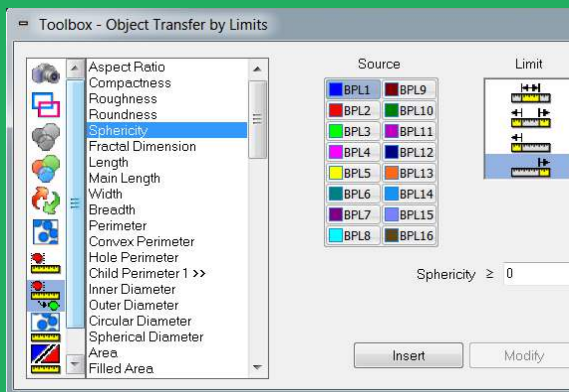 Toolbox - Object Transfer by Limits
Aspect Ratio
Compactness
Roughness
Roundness
Sphericity
Fractal Dimension
Length
Main Length
Width
Breadth
Perimeter
Convex Perimeter
Hole Perimeter
Child Perimeter 1 >>
Inner Diameter
Outer Diameter
Circular Diameter
Spherical Diameter
Area
Filled Area
Source
BPL1 BPL9
BPL2 BPL10
BPL3 BPL11
BPL4 BPL12
BPL5 BPL13
BPL6 BPL14
BPL7 BPL15
BPL8 BPL16
Limit
Sphericity ≥ 0
Insert Modify